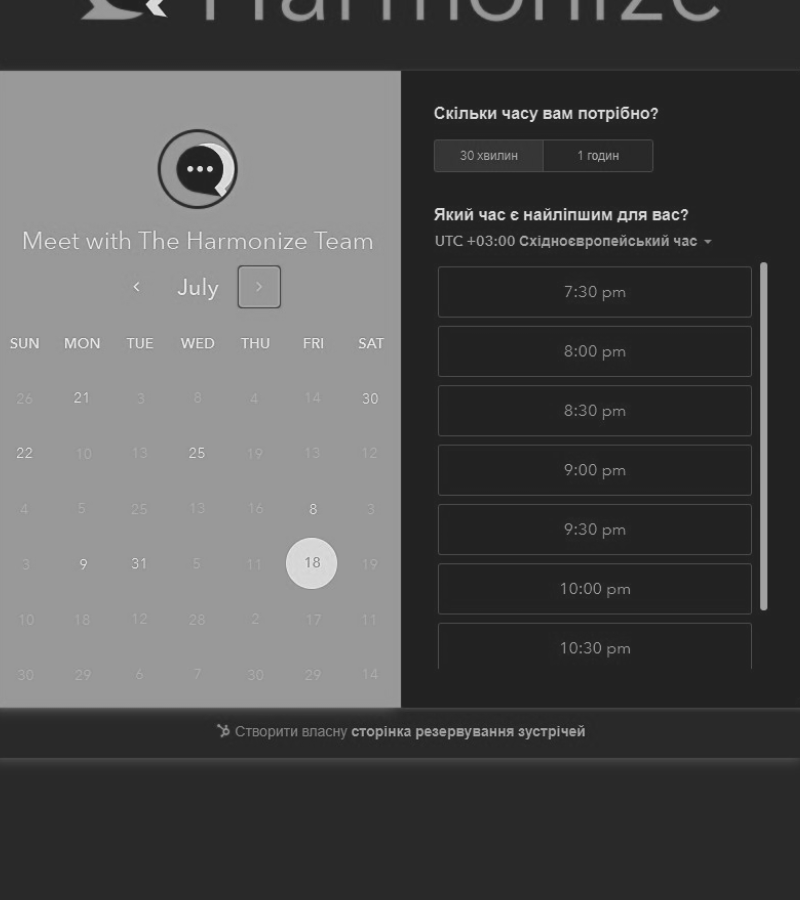 Harmonize
Meet with The Harmonize Team
July
SUN MON TUE WED THU FRI SAT
26 21 3 8 4 14 30
22 10 13 25 19 13 12
4 5 25 13 16 8 3
3 9 31 5 11 18 19
10 18 12 28 2 17 11
30 29 6 7 30 29 14
Скільки часу вам потрібно?
30 хвилин 1 годин
Який час є найліпшим для вас?
UTC +03:00 Східноєвропейський час
7:30 pm
8:00 pm
8:30 pm
9:00 pm
9:30 pm
10:00 pm
10:30 pm
Створити власну сторінка резервування зустрічей